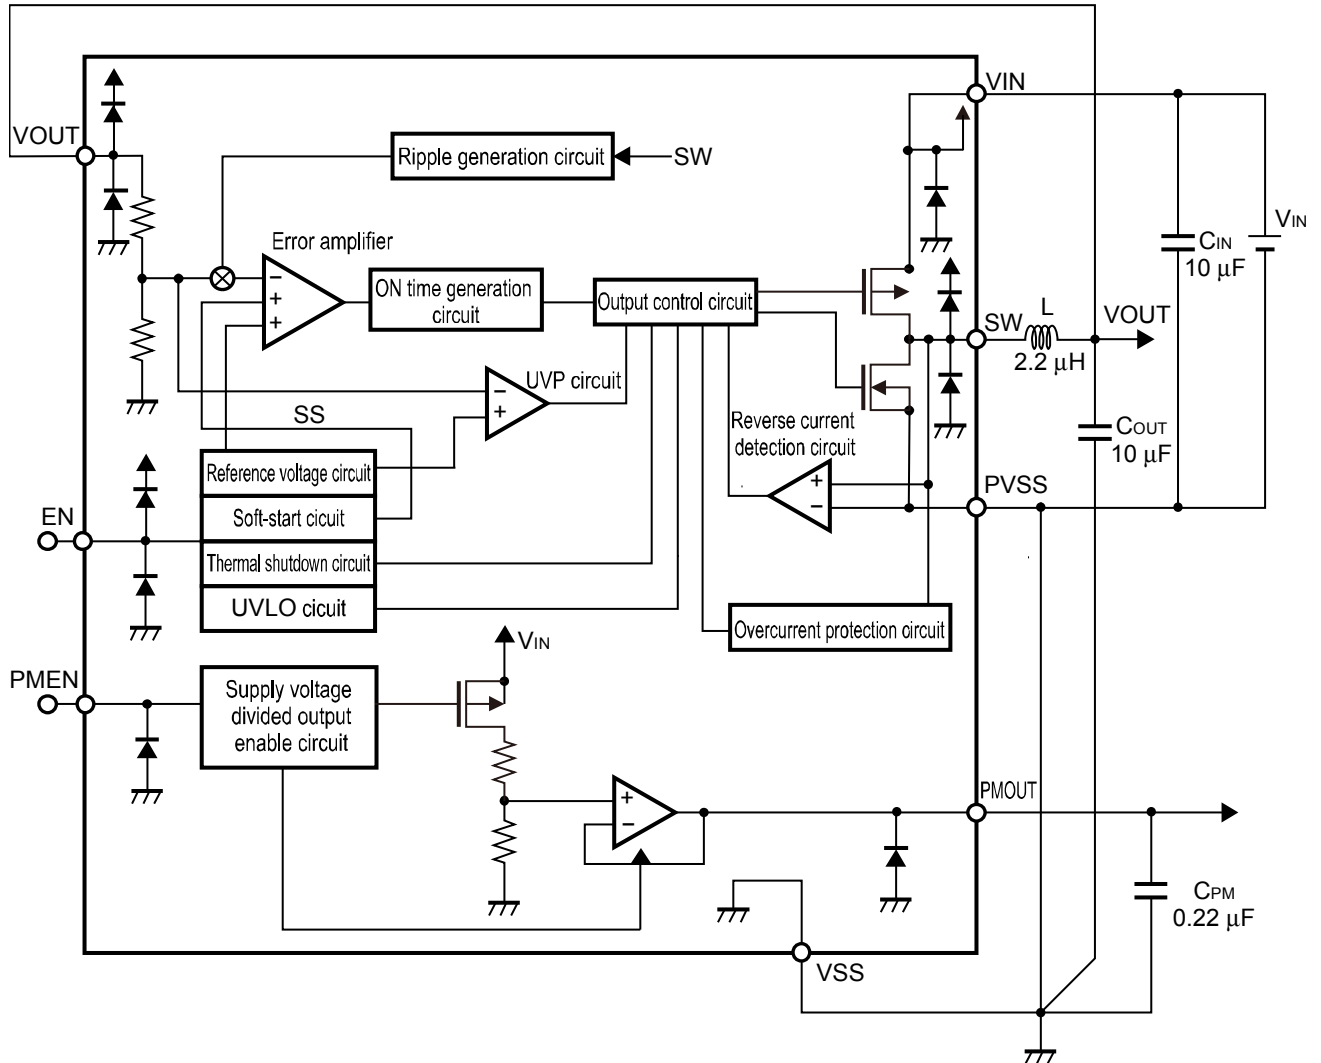 VIN
VOUT
Ripple generation circuit
SW
Error amplifier
VIN
CIN
10 μF
−
+
+
ON time generation
circuit
Output control circuit
SW
L
2.2 μH
VOUT
UVP circuit
−
+
SS
Reverse current
detection circuit
COUT
10 μF
Reference voltage circuit
+
−
PVSS
EN
Soft-start cicuit
Thermal shutdown circuit
UVLO cicuit
Overcurrent protection circuit
VIN
PMEN
Supply voltage
divided output
enable circuit
+
−
PMOUT
CPM
0.22 μF
VSS